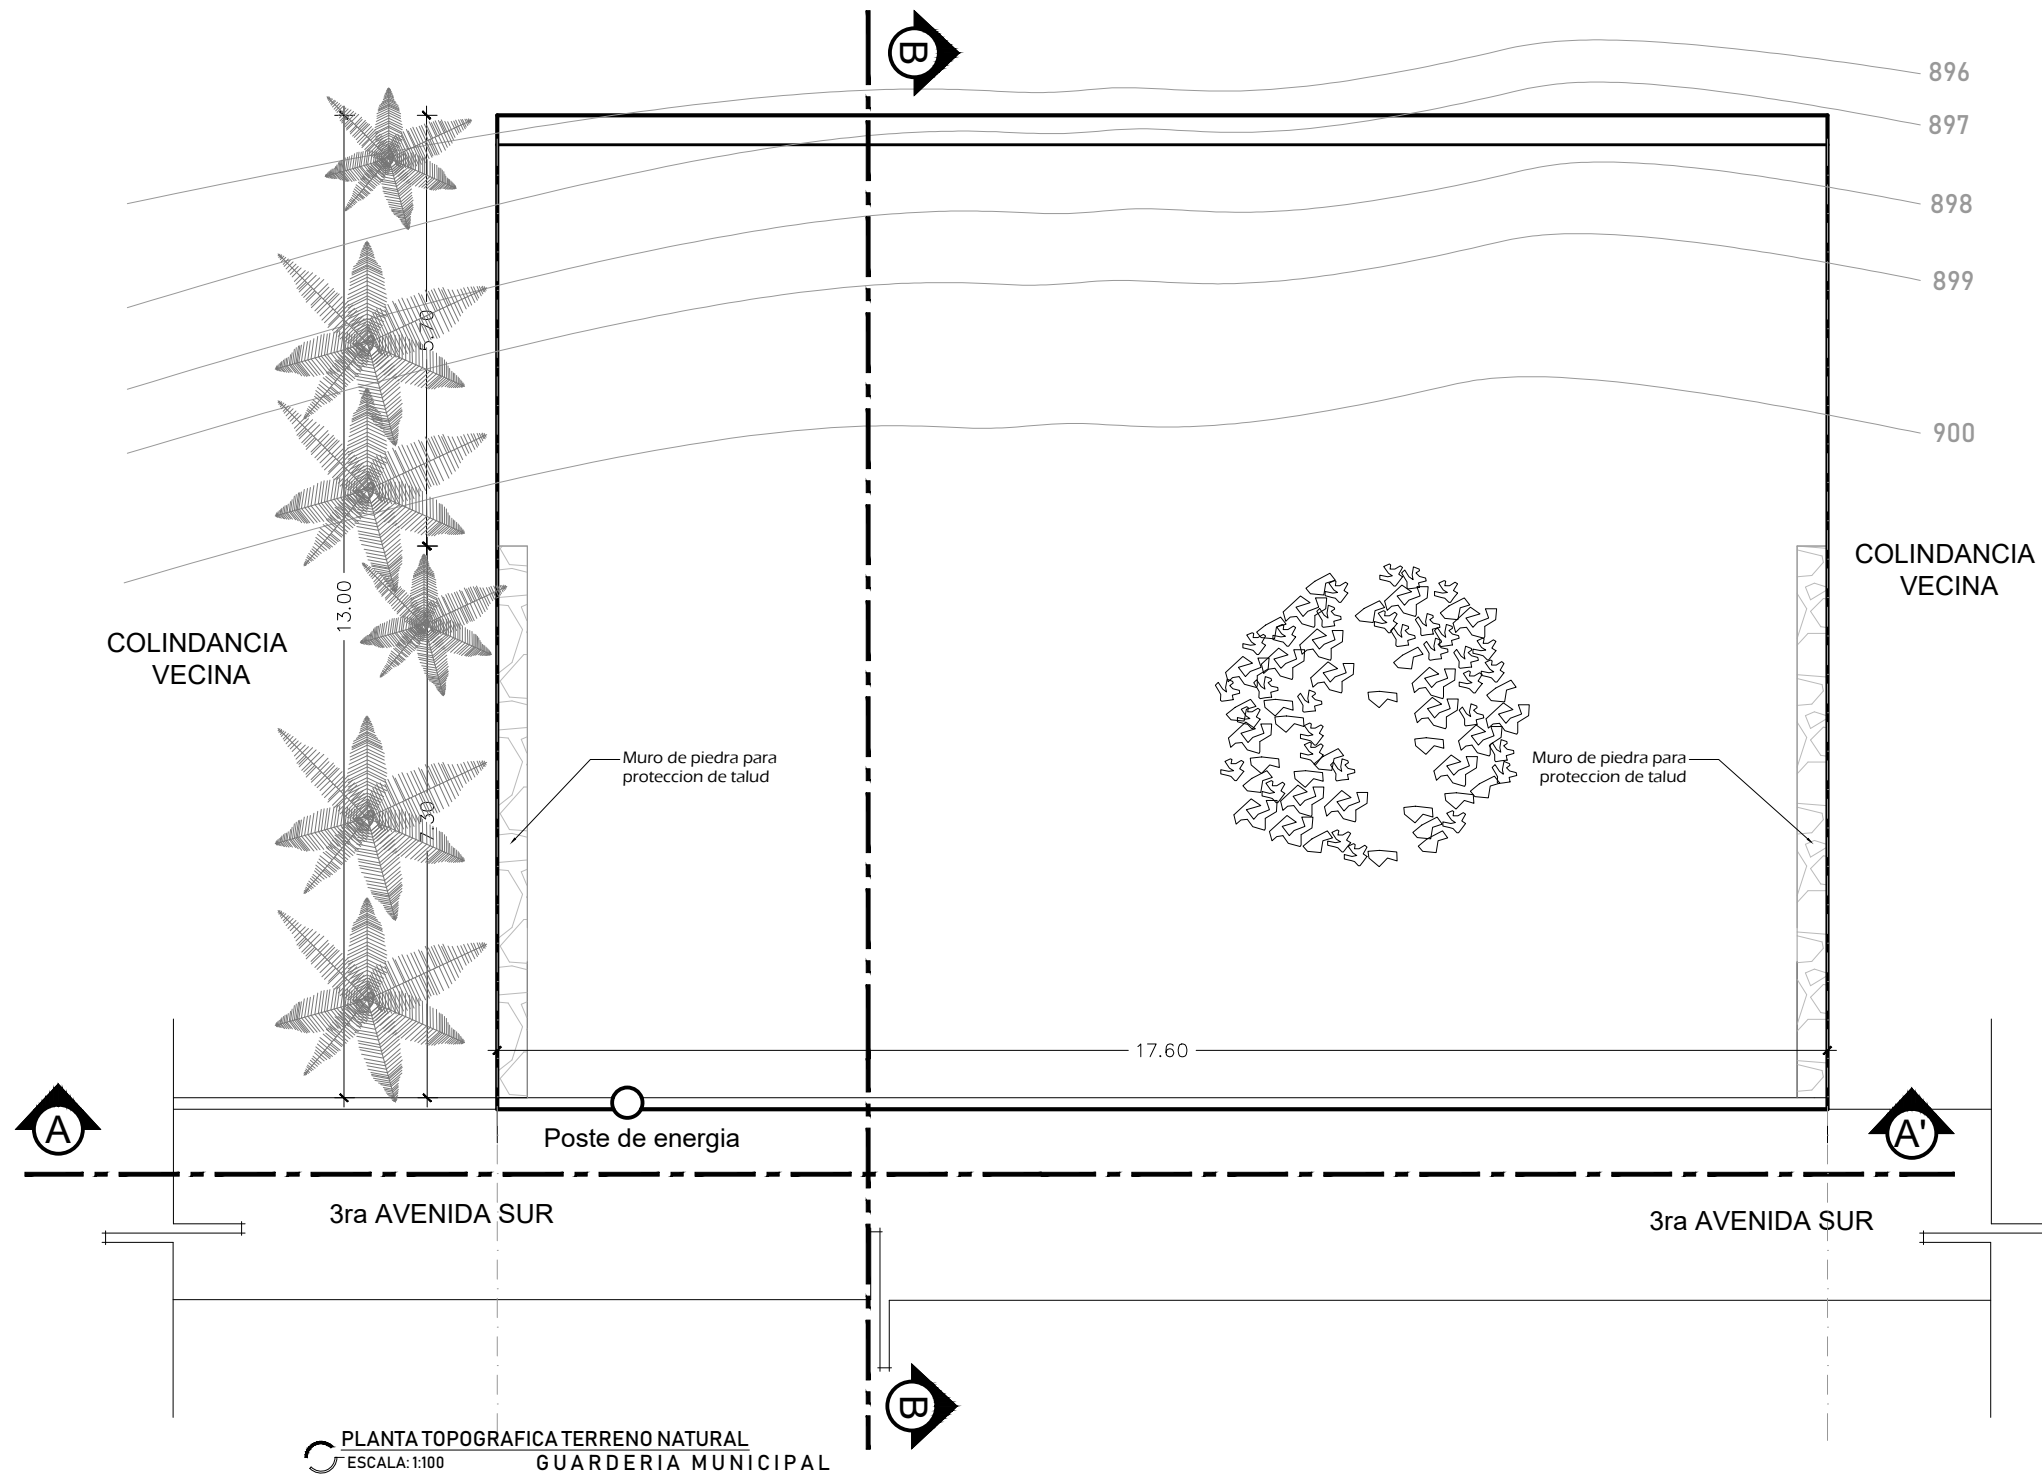 B
896
897
898
899
5.70
900
COLINDANCIA
VECINA
13.00
COLINDANCIA
VECINA
Muro de piedra para
proteccion de talud
Muro de piedra para
proteccion de talud
7.30
17.60
A
Poste de energia
A'
3ra AVENIDA SUR
3ra AVENIDA SUR
B
PLANTA TOPOGRAFICA TERRENO NATURAL
ESCALA: 1:100
GUARDERIA MUNICIPAL